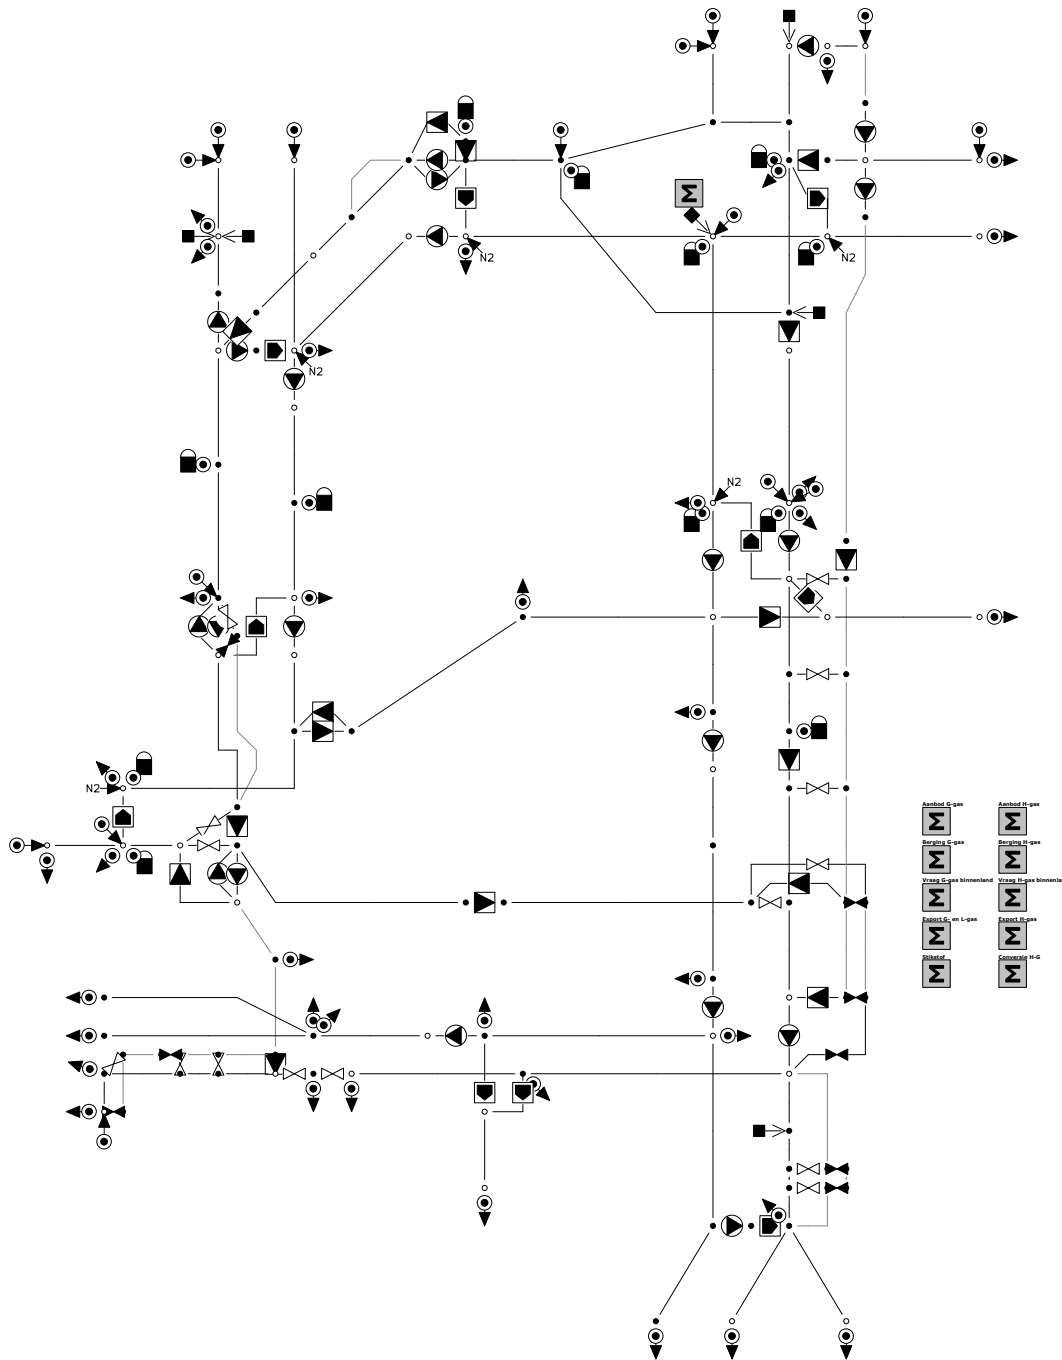 N2
N2
N2
N2
N2
Aanbod G-gas
Aanbod H-gas
Berging G-gas
Berging H-gas
Vraag G-gas binnenland
Vraag H-gas binnenla
Export G- en L-gas
Export H-gas
Stikstof
Conversie H-G